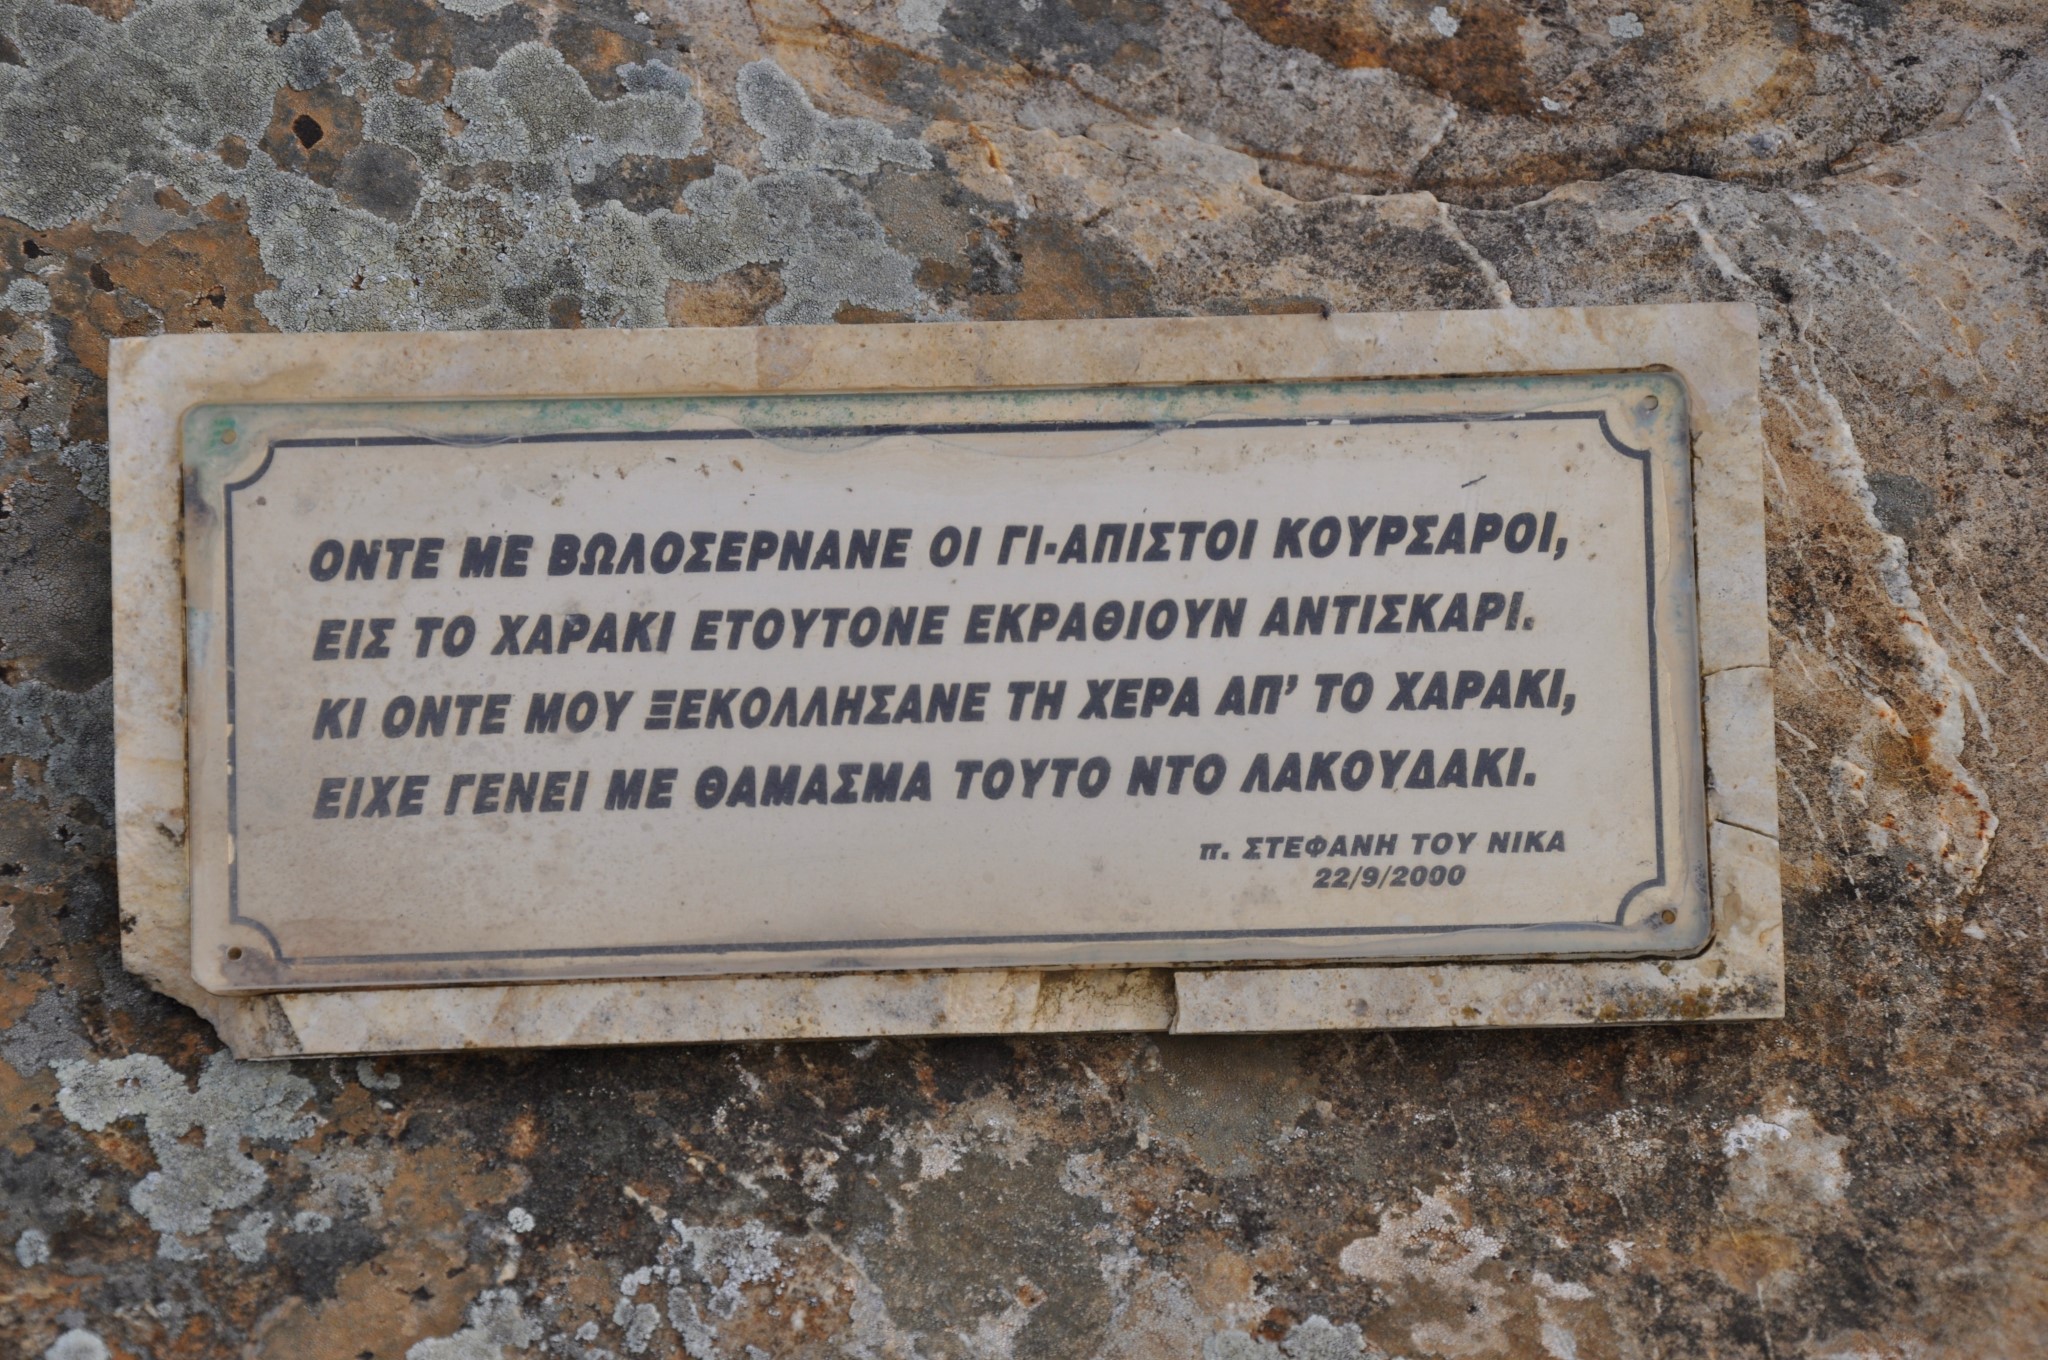 ΟΝΤΕ ΜΕ ΒΩΛΟΣΕΡΝΑΝΕ ΟΙ ΓΙ-ΑΠΙΣΤΟΙ ΚΟΥΡΣΑΡΟΙ,
ΕΙΣ ΤΟ ΧΑΡΑΚΙ ΕΤΟΥΤΟΝΕ ΕΚΡΑΘΙΟΥΝ ΑΝΤΙΣΚΑΡΙ.
ΚΙ ΟΝΤΕ ΜΟΥ ΞΕΚΟΛΛΗΣΑΝΕ ΤΗ ΧΕΡΑ ΑΠ' ΤΟ ΧΑΡΑΚΙ,
ΕΙΧΕ ΓΕΝΕΙ ΜΕ ΘΑΜΑΣΜΑ ΤΟΥΤΟ ΝΤΟ ΛΑΚΟΥΔΑΚΙ.
π. ΣΤΕΦΑΝΗ ΤΟΥ ΝΙΚΑ
22/9/2000